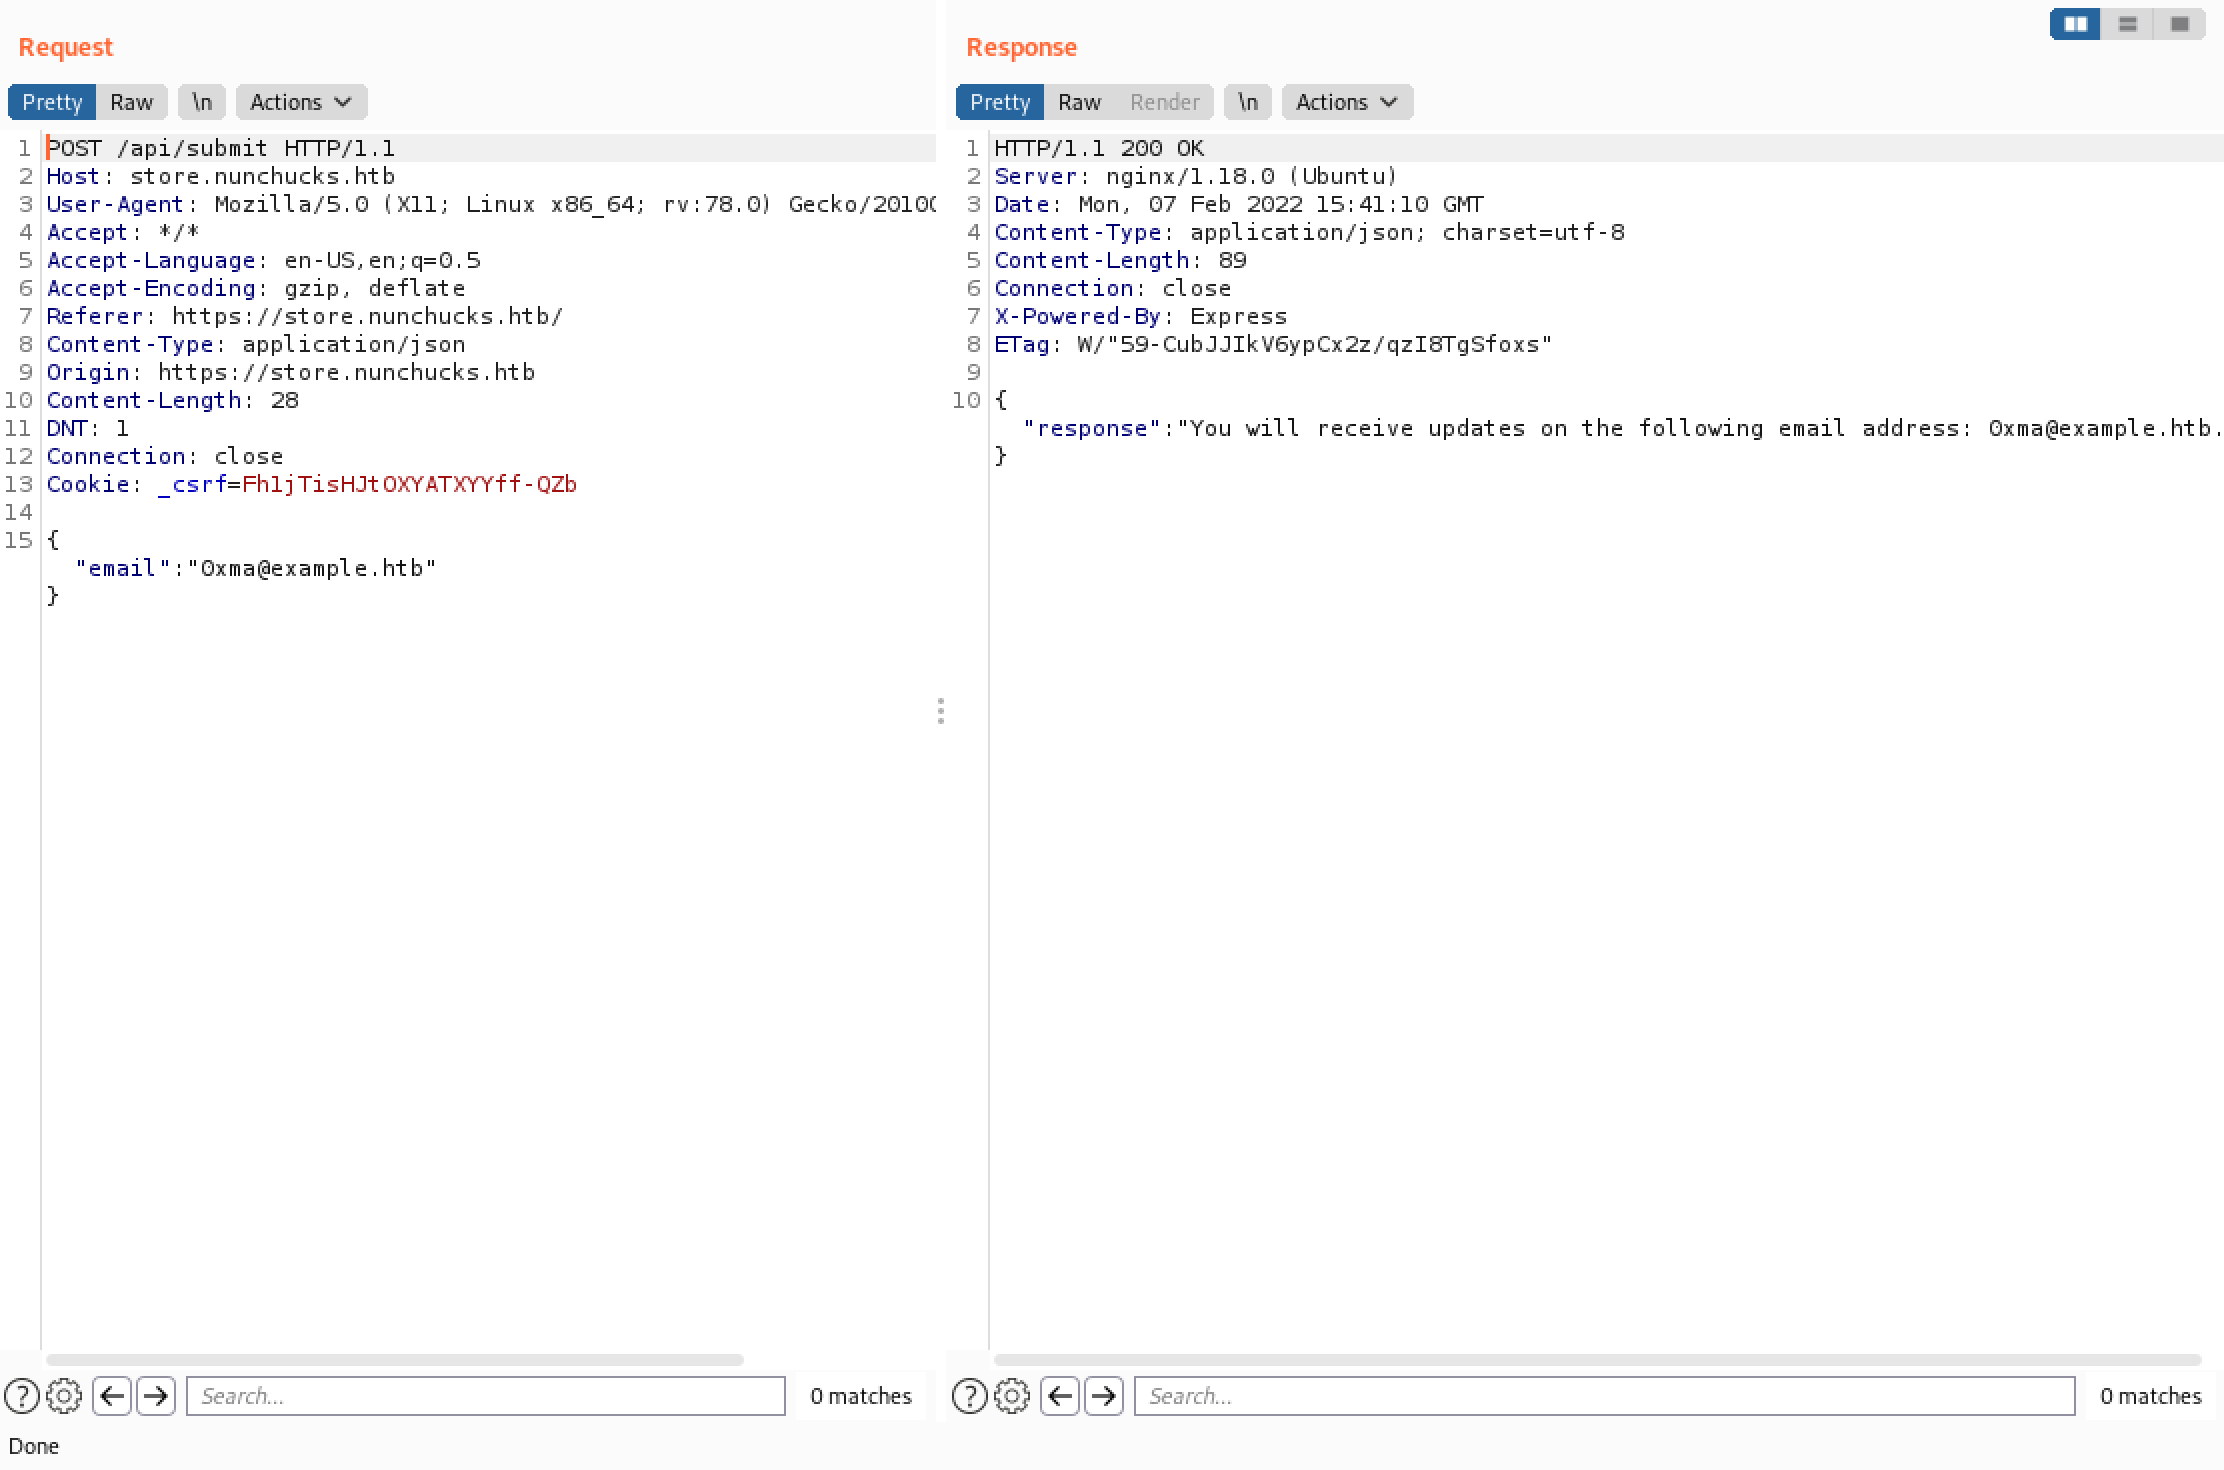 Request
Pretty Raw \n Actions
1 POST /api/submit HTTP/1.1
2 Host: store.nunchucks.htb
3 User-Agent: Mozilla/5.0 (X11; Linux x86_64; rv:78.0) Gecko/20100
4 Accept: */*
5 Accept-Language: en-US,en;q=0.5
6 Accept-Encoding: gzip, deflate
7 Referer: https://store.nunchucks.htb/
8 Content-Type: application/json
9 Origin: https://store.nunchucks.htb
10 Content-Length: 28
11 DNT: 1
12 Connection: close
13 Cookie: _csrf=Fh1jTisHJtOXYATXYYff-QZb
14
15 {
"email":"0xma@example.htb"
}
Search... 0 matches
Done
Response
Pretty Raw Render \n Actions
1 HTTP/1.1 200 OK
2 Server: nginx/1.18.0 (Ubuntu)
3 Date: Mon, 07 Feb 2022 15:41:10 GMT
4 Content-Type: application/json; charset=utf-8
5 Content-Length: 89
6 Connection: close
7 X-Powered-By: Express
8 ETag: W/"59-CubJJIkV6ypCx2z/qzI8TgSfoxs"
9
10 {
"response":"You will receive updates on the following email address: 0xma@example.htb.
}
Search... 0 matches